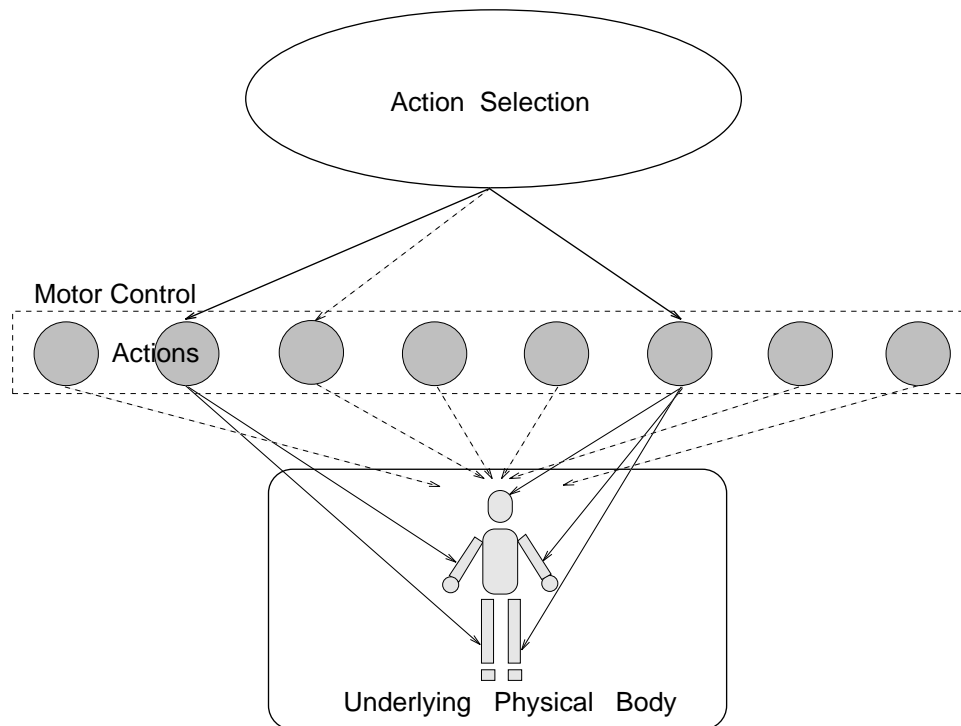 Action Selection
Motor Control
Actions
Underlying Physical Body